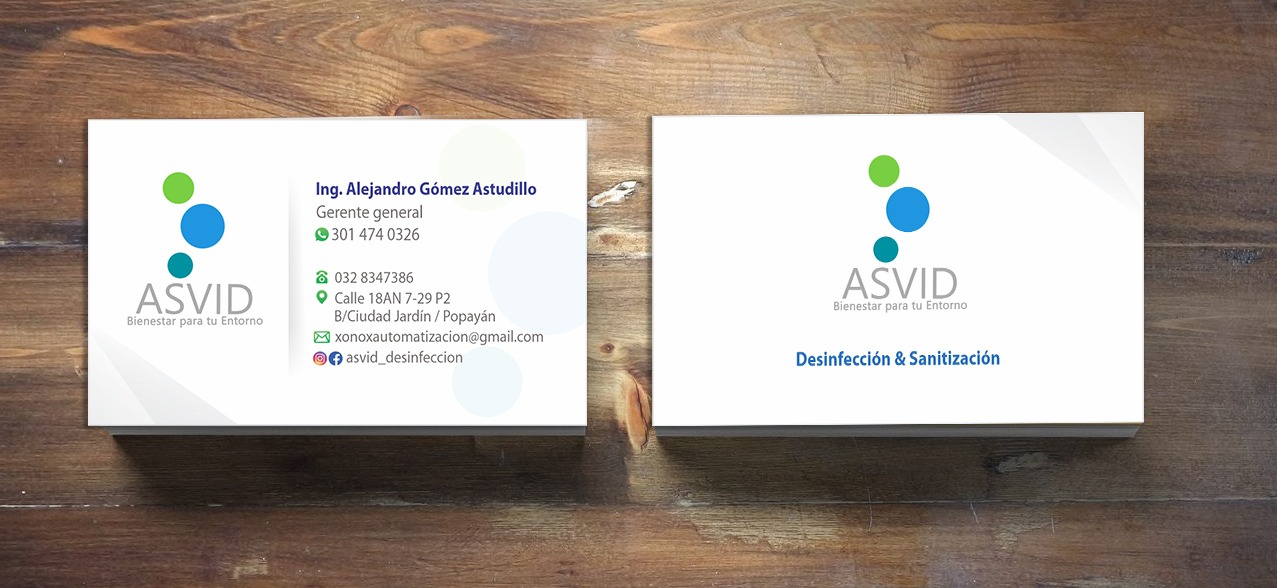 ASVID
Bienestar para tu Entorno
Ing. Alejandro Gómez Astudillo
Gerente general
301 474 0326
032 8347386
Calle 18AN 7-29 P2
B/Ciudad Jardín / Popayán
xonoxautomatizacion@gmail.com
asvid_desinfeccion
ASVID
Bienestar para tu Entorno
Desinfección & Sanitización